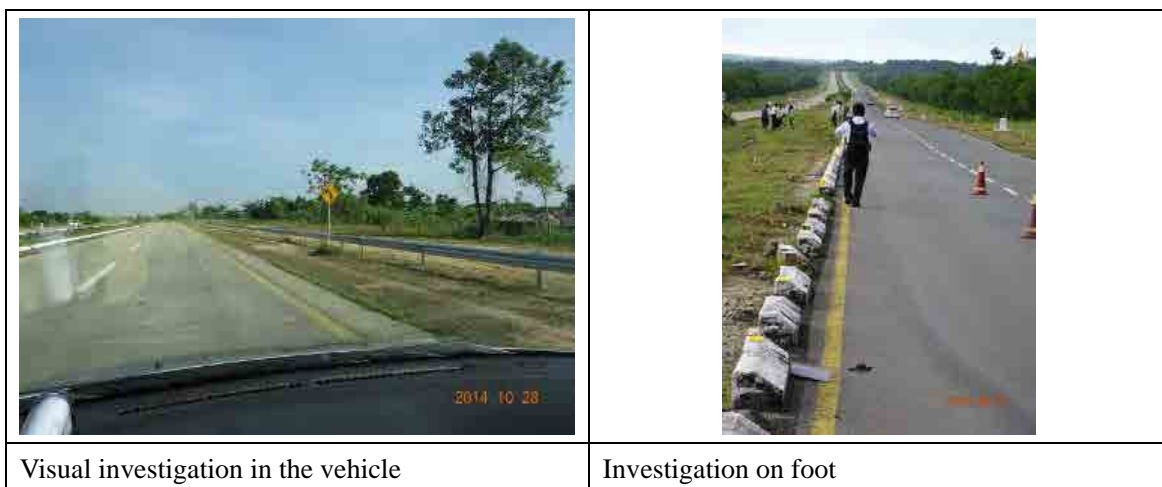 2014 10 28
Visual investigation in the vehicle
Investigation on foot